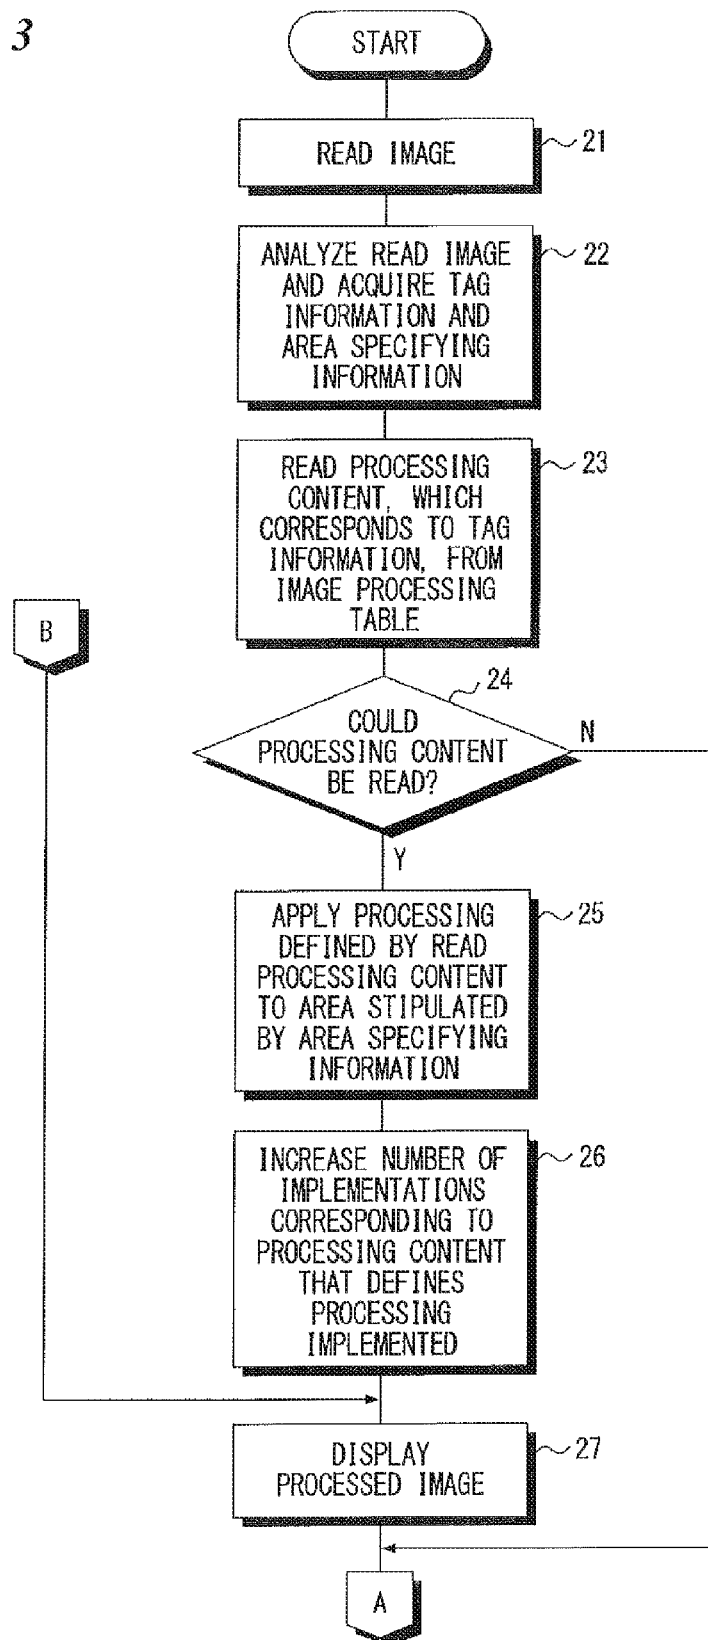 3
START
READ IMAGE
21
ANALYZE READ IMAGE
AND ACQUIRE TAG
INFORMATION AND
AREA SPECIFYING
INFORMATION
22
READ PROCESSING
CONTENT, WHICH
CORRESPONDS TO TAG
INFORMATION, FROM
IMAGE PROCESSING
TABLE
23
B
24
COULD
PROCESSING CONTENT
BE READ?
N
Y
APPLY PROCESSING
DEFINED BY READ
PROCESSING CONTENT
TO AREA STIPULATED
BY AREA SPECIFYING
INFORMATION
25
INCREASE NUMBER OF
IMPLEMENTATIONS
CORRESPONDING TO
PROCESSING CONTENT
THAT DEFINES
PROCESSING
IMPLEMENTED
26
DISPLAY
PROCESSED IMAGE
27
A